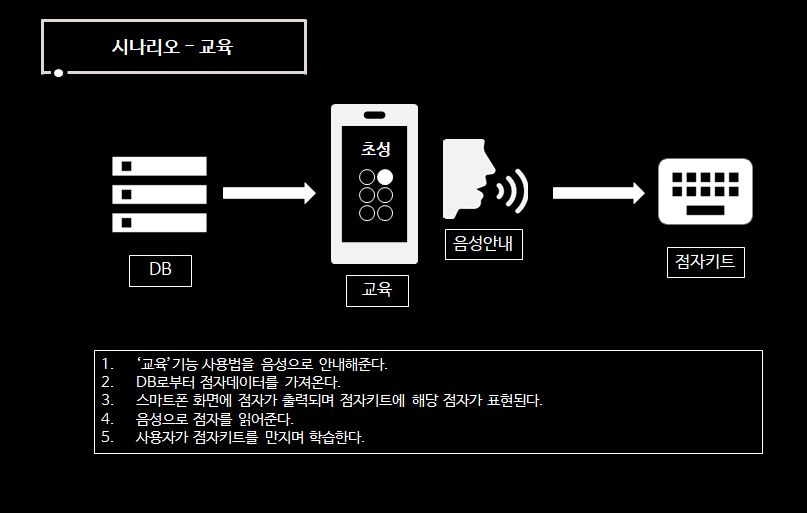 시나리오 - 교육
초성
음성안내
DB
교육
점자키트
1. ‘교육’기능 사용법을 음성으로 안내해준다.
2. DB로부터 점자데이터를 가져온다.
3. 스마트폰 화면에 점자가 출력되며 점자키트에 해당 점자가 표현된다.
4. 음성으로 점자를 읽어준다.
5. 사용자가 점자키트를 만지며 학습한다.